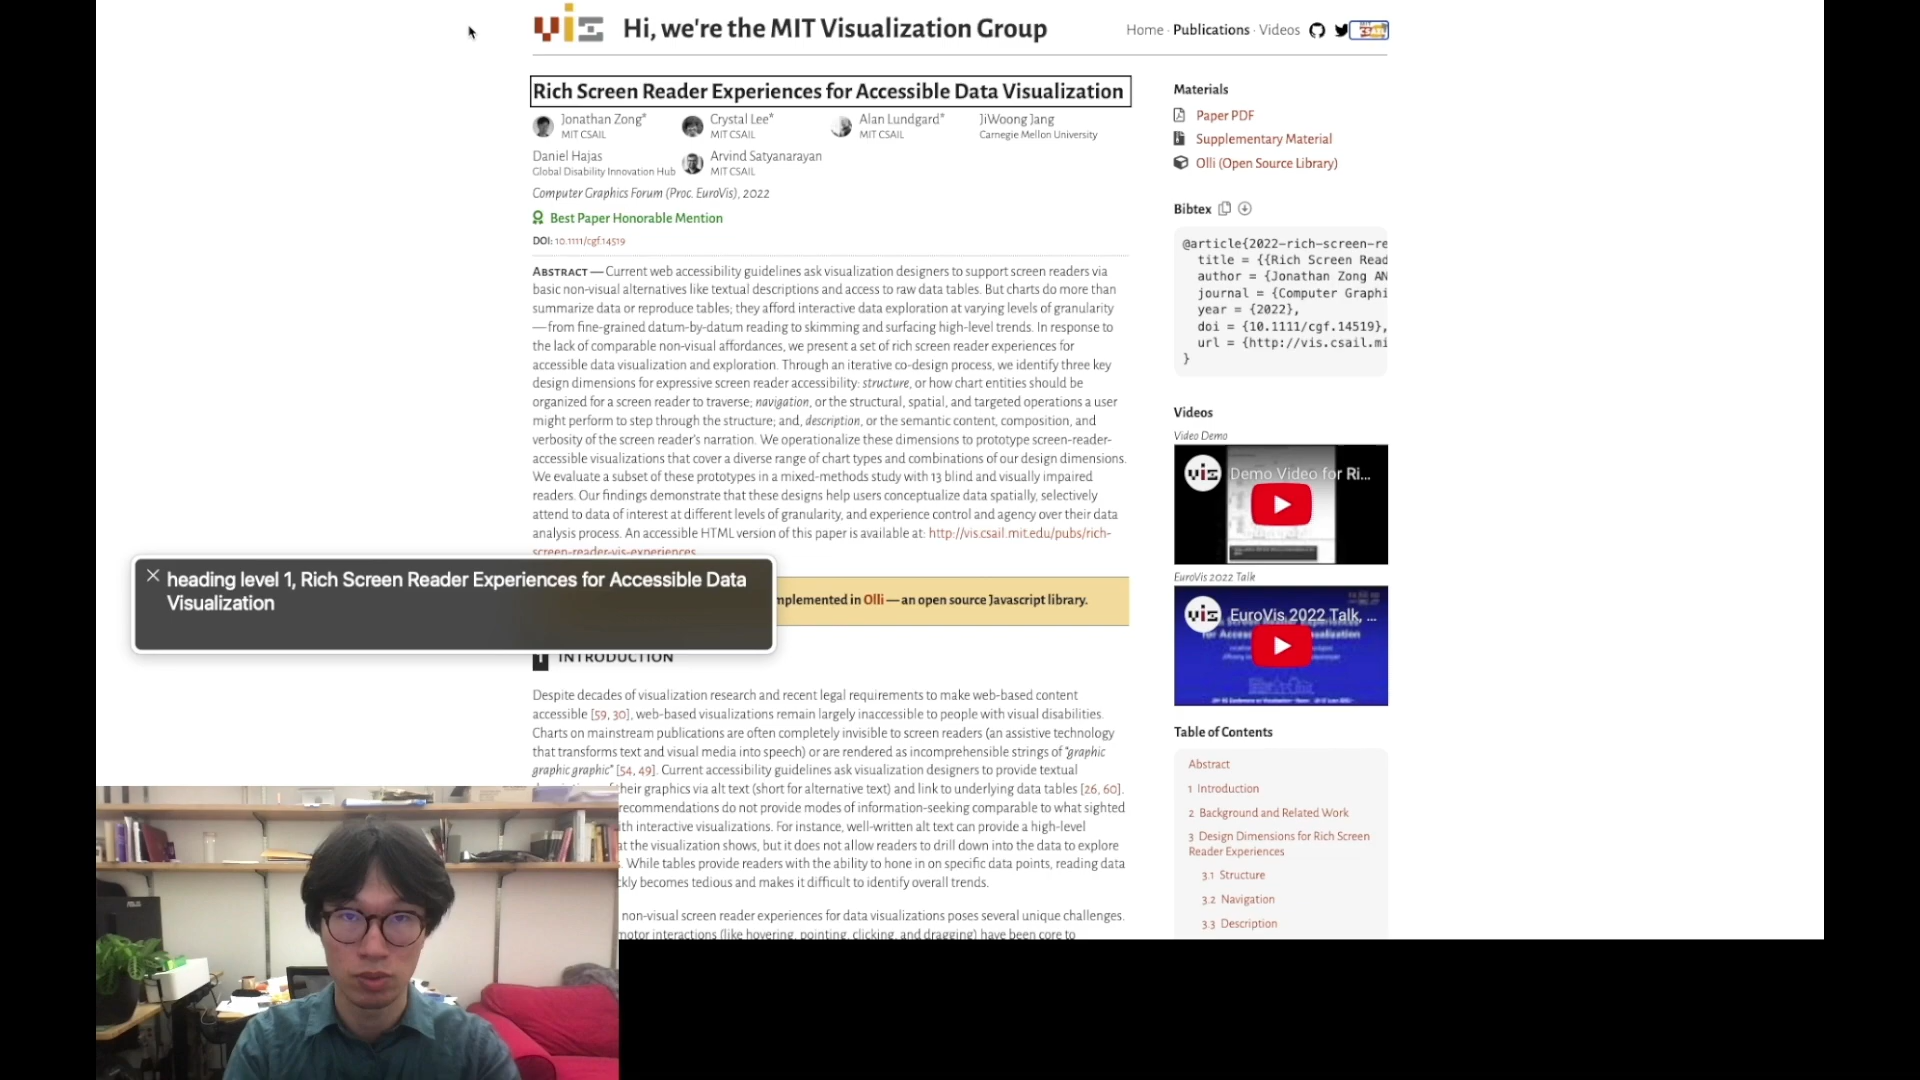 vis Hi, we're the MIT Visualization Group
Home · Publications · Videos
Rich Screen Reader Experiences for Accessible Data Visualization
Jonathan Zong*
MIT CSAIL
Crystal Lee*
MIT CSAIL
Alan Lundgard*
MIT CSAIL
JiWoong Jang
Carnegie Mellon University
Daniel Hajas
Global Disability Innovation Hub
Arvind Satyanarayan
MIT CSAIL
Computer Graphics Forum (Proc. EuroVis), 2022
Best Paper Honorable Mention
DOI: 10.1111/cgf.14519
ABSTRACT — Current web accessibility guidelines ask visualization designers to support screen readers via
basic non-visual alternatives like textual descriptions and access to raw data tables. But charts do more than
summarize data or reproduce tables; they afford interactive data exploration at varying levels of granularity
— from fine-grained datum-by-datum reading to skimming and surfacing high-level trends. In response to
the lack of comparable non-visual affordances, we present a set of rich screen reader experiences for
accessible data visualization and exploration. Through an iterative co-design process, we identify three key
design dimensions for expressive screen reader accessibility: structure, or how chart entities should be
organized for a screen reader to traverse; navigation, or the structural, spatial, and targeted operations a user
might perform to step through the structure; and, description, or the semantic content, composition, and
verbosity of the screen reader's narration. We operationalize these dimensions to prototype screen-reader-
accessible visualizations that cover a diverse range of chart types and combinations of our design dimensions.
We evaluate a subset of these prototypes in a mixed-methods study with 13 blind and visually impaired
readers. Our findings demonstrate that these designs help users conceptualize data spatially, selectively
attend to data of interest at different levels of granularity, and experience control and agency over their data
analysis process. An accessible HTML version of this paper is available at: http://vis.csail.mit.edu/pubs/rich-
screen-reader-vis-experiences.
heading level 1, Rich Screen Reader Experiences for Accessible Data
Visualization
implemented in Olli — an open source Javascript library.
1 INTRODUCTION
Despite decades of visualization research and recent legal requirements to make web-based content
accessible [59, 30], web-based visualizations remain largely inaccessible to people with visual disabilities.
Charts on mainstream publications are often completely invisible to screen readers (an assistive technology
that transforms text and visual media into speech) or are rendered as incomprehensible strings of "graphic
graphic graphic" [54, 49]. Current accessibility guidelines ask visualization designers to provide textual
their graphics via alt text (short for alternative text) and link to underlying data tables [26, 60].
recommendations do not provide modes of information-seeking comparable to what sighted
ith interactive visualizations. For instance, well-written alt text can provide a high-level
at the visualization shows, but it does not allow readers to drill down into the data to explore
. While tables provide readers with the ability to hone in on specific data points, reading data
ckly becomes tedious and makes it difficult to identify overall trends.
non-visual screen reader experiences for data visualizations poses several unique challenges.
motor interactions (like hovering, pointing, clicking, and dragging) have been core to
Materials
Paper PDF
Supplementary Material
Olli (Open Source Library)
Bibtex
@article{2022-rich-screen-re
title = {{Rich Screen Read
author = {Jonathan Zong AN
journal = {Computer Graphi
year = {2022},
doi = {10.1111/cgf.14519},
url = {http://vis.csail.mi
}
Videos
Video Demo
vis Demo Video for Ri...
EuroVis 2022 Talk
vis EuroVis 2022 Talk, ...
Table of Contents
Abstract
1 Introduction
2 Background and Related Work
3 Design Dimensions for Rich Screen
Reader Experiences
3.1 Structure
3.2 Navigation
3.3 Description